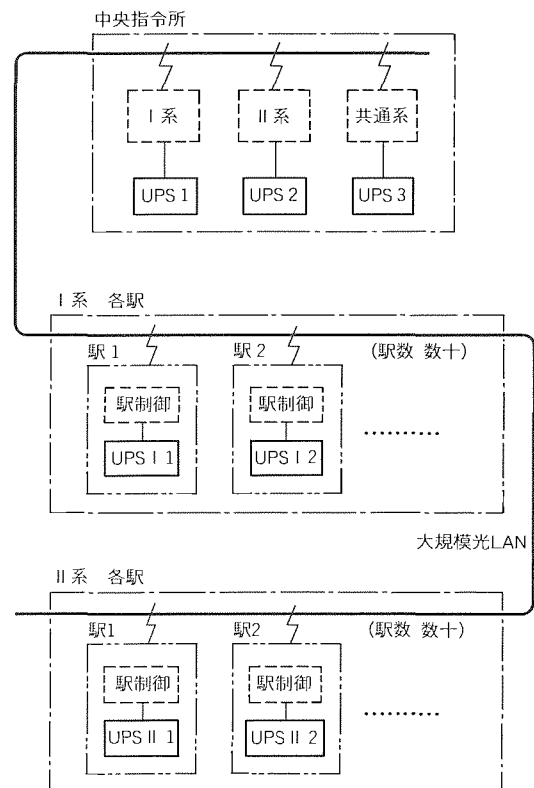 中央指令所
I系
II系
共通系
UPS 1
UPS 2
UPS 3
I系 各駅
駅1
駅2
(駅数 数十)
駅制御
駅制御
UPS I 1
UPS I 2
大規模光LAN
II系 各駅
駅1
駅2
(駅数 数十)
駅制御
駅制御
UPS II 1
UPS II 2